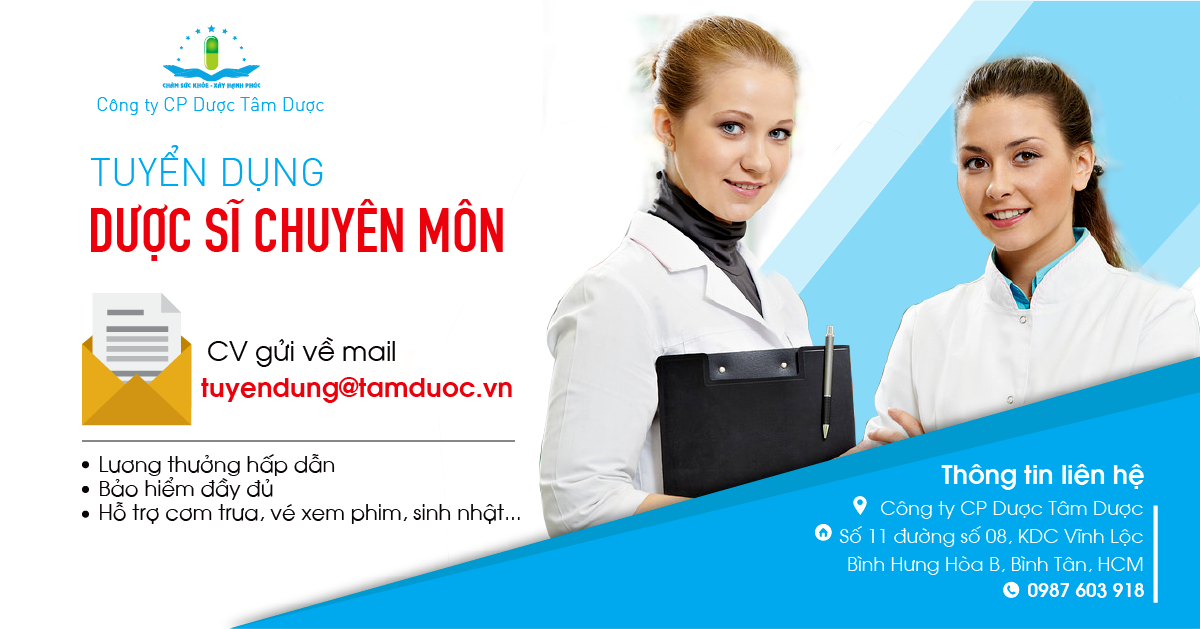 CHĂM SỨC KHỎE - XÂY HẠNH PHÚC
Công ty CP Dược Tâm Dược
TUYỂN DỤNG
DƯỢC SĨ CHUYÊN MÔN
CV gửi về mail
tuyendung@tamduoc.vn
• Lương thưởng hấp dẫn
• Bảo hiểm đầy đủ
• Hỗ trợ cơm trưa, vé xem phim, sinh nhật...
Thông tin liên hệ
Công ty CP Dược Tâm Dược
Số 11 đường số 08, KDC Vĩnh Lộc
Bình Hưng Hòa B, Bình Tân, HCM
0987 603 918